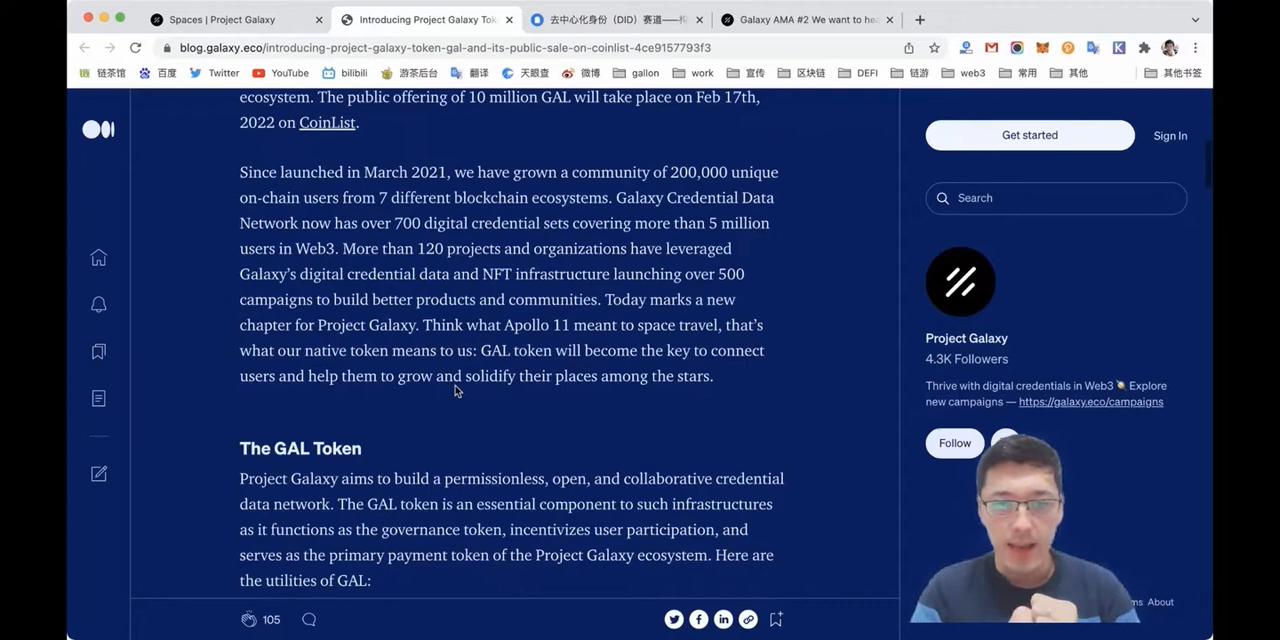 Spaces | Project Galaxy
Introducing Project Galaxy Tok
去中心化身份（DID）赛道——构
Galaxy AMA #2 We want to hea
blog.galaxy.eco/introducing-project-galaxy-token-gal-and-its-public-sale-on-coinlist-4ce9157793f3
链茶馆 百度 Twitter YouTube bilibili 游茶后台 翻译 天眼查 微博 gallon work 宣传 区块链 DEFI 链游 web3 常用 其他 其他书签
ecosystem. The public offering of 10 million GAL will take place on Feb 17th,
2022 on CoinList.
Since launched in March 2021, we have grown a community of 200,000 unique
on-chain users from 7 different blockchain ecosystems. Galaxy Credential Data
Network now has over 700 digital credential sets covering more than 5 million
users in Web3. More than 120 projects and organizations have leveraged
Galaxy’s digital credential data and NFT infrastructure launching over 500
campaigns to build better products and communities. Today marks a new
chapter for Project Galaxy. Think what Apollo 11 meant to space travel, that’s
what our native token means to us: GAL token will become the key to connect
users and help them to grow and solidify their places among the stars.
The GAL Token
Project Galaxy aims to build a permissionless, open, and collaborative credential
data network. The GAL token is an essential component to such infrastructures
as it functions as the governance token, incentivizes user participation, and
serves as the primary payment token of the Project Galaxy ecosystem. Here are
the utilities of GAL:
105
Get started
Sign In
Search
Project Galaxy
4.3K Followers
Thrive with digital credentials in Web3 Explore
new campaigns — https://galaxy.eco/campaigns
Follow
About